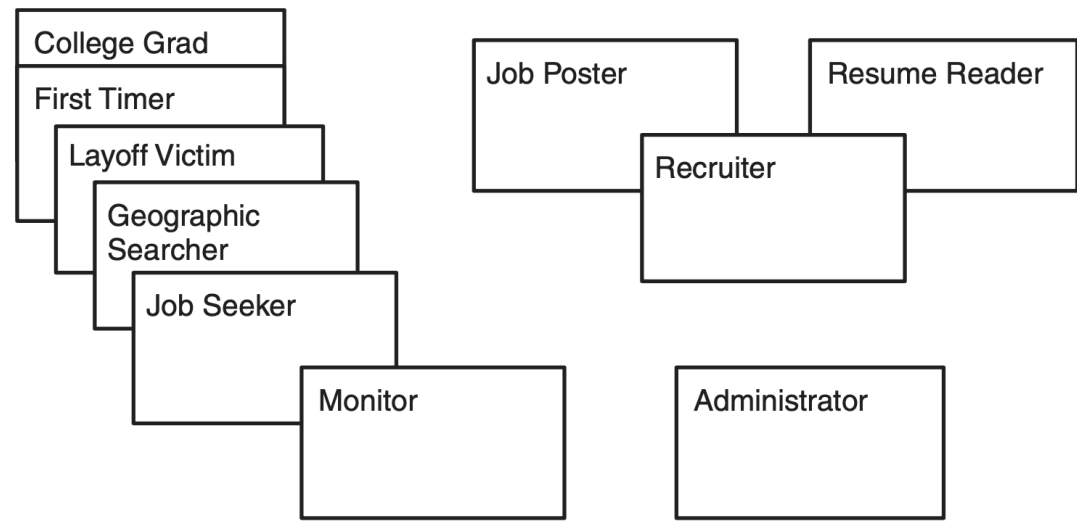 College Grad
First Timer
Layoff Victim
Geographic
Searcher
Job Seeker
Monitor
Job Poster
Resume Reader
Recruiter
Administrator